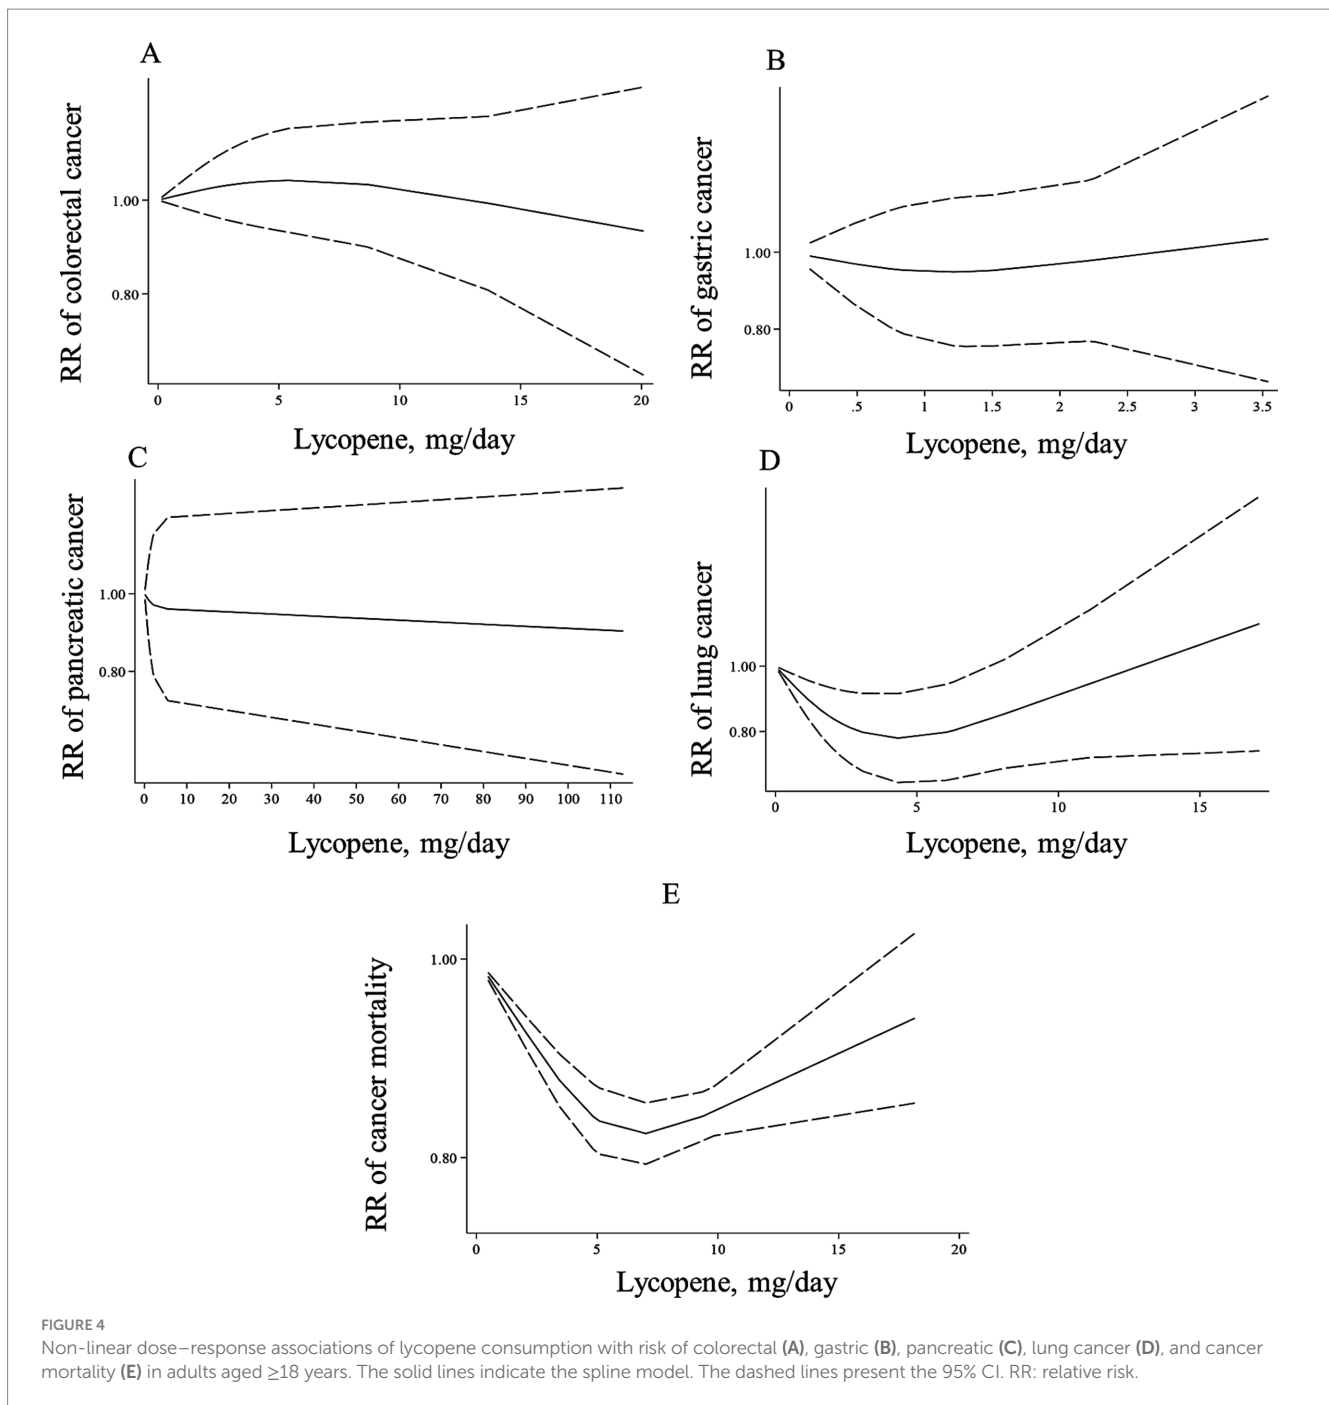 A
RR of colorectal cancer
1.00
0.80
0 5 10 15 20
Lycopene, mg/day
B
RR of gastric cancer
1.00
0.80
0 .5 1 1.5 2 2.5 3 3.5
Lycopene, mg/day
C
RR of pancreatic cancer
1.00
0.80
0 10 20 30 40 50 60 70 80 90 100 110
Lycopene, mg/day
D
RR of lung cancer
1.00
0.80
0 5 10 15
Lycopene, mg/day
E
RR of cancer mortality
1.00
0.80
0 5 10 15 20
Lycopene, mg/day
FIGURE 4
Non-linear dose–response associations of lycopene consumption with risk of colorectal (A), gastric (B), pancreatic (C), lung cancer (D), and cancer
mortality (E) in adults aged ≥18 years. The solid lines indicate the spline model. The dashed lines present the 95% CI. RR: relative risk.